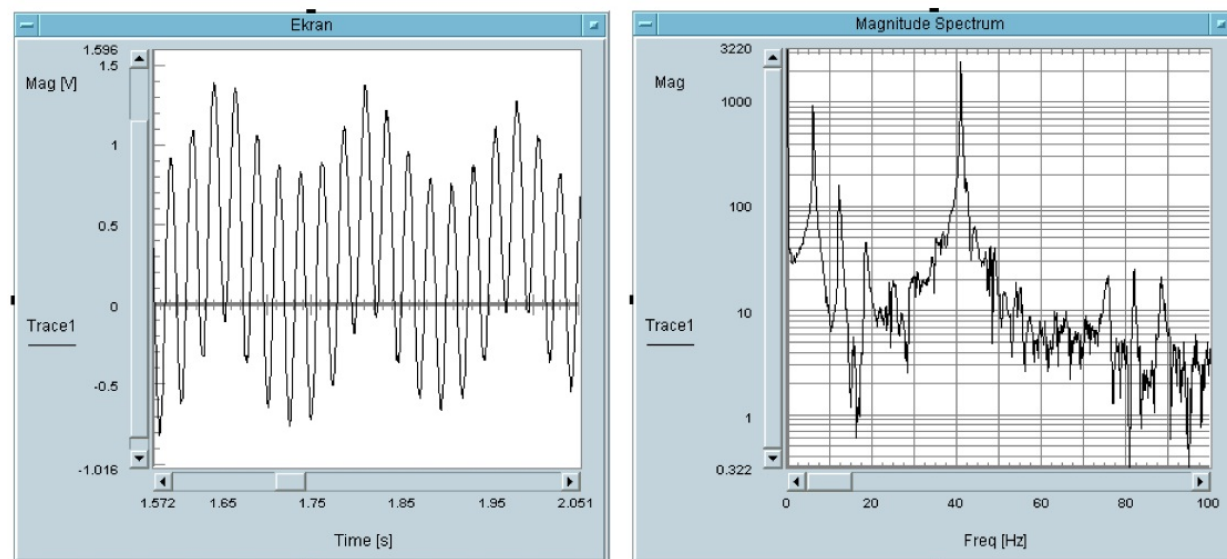 Ekran
1.596
1.5
Mag [V]
1
0.5
0
Trace1
-0.5
-1.016
1.572 1.65 1.75 1.85 1.95 2.051
Time [s]
Magnitude Spectrum
3220
Mag
1000
100
10
Trace1
1
0.322
0 20 40 60 80 100
Freq [Hz]